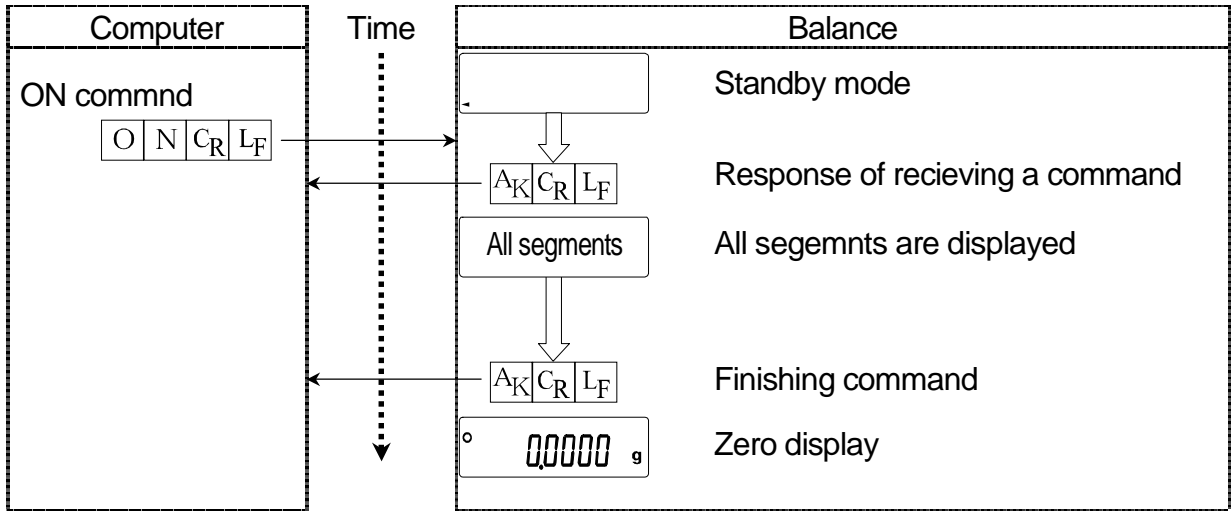 Computer Time Balance
Standby mode
ON commnd
O N CR LF
AK CR LF Response of recieving a command
All segments All segemnts are displayed
AK CR LF Finishing command
0.0000 g Zero display